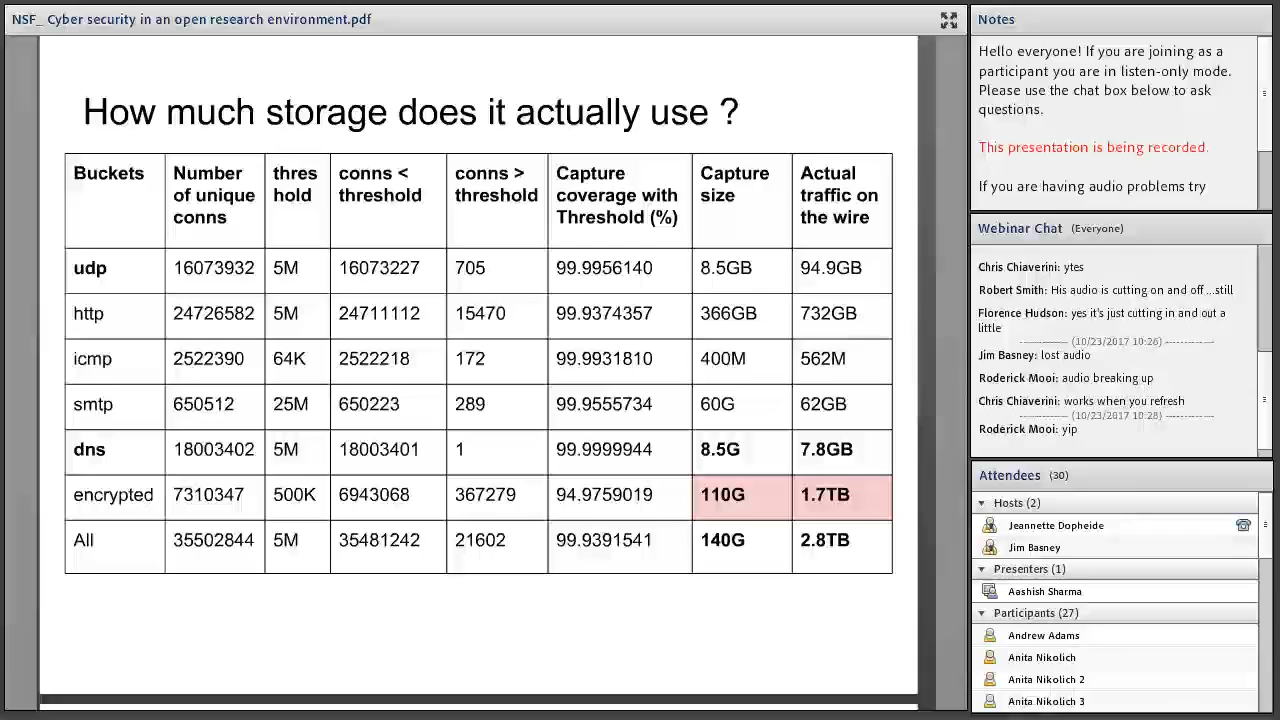 NSF_ Cyber security in an open research environment.pdf
How much storage does it actually use ?
Buckets Number of unique conns thres hold conns < threshold conns > threshold Capture coverage with Threshold (%) Capture size Actual traffic on the wire
udp 16073932 5M 16073227 705 99.9956140 8.5GB 94.9GB
http 24726582 5M 24711112 15470 99.9374357 366GB 732GB
icmp 2522390 64K 2522218 172 99.9931810 400M 562M
smtp 650512 25M 650223 289 99.9555734 60G 62GB
dns 18003402 5M 18003401 1 99.9999944 8.5G 7.8GB
encrypted 7310347 500K 6943068 367279 94.9759019 110G 1.7TB
All 35502844 5M 35481242 21602 99.9391541 140G 2.8TB
Notes
Hello everyone! If you are joining as a
participant you are in listen-only mode.
Please use the chat box below to ask
questions.
This presentation is being recorded.
If you are having audio problems try
Webinar Chat (Everyone)
Chris Chiaverini: ytes
Robert Smith: His audio is cutting on and off...still
Florence Hudson: yes it's just cutting in and out a
little
(10/23/2017 10:26)
Jim Basney: lost audio
Roderick Mooi: audio breaking up
Chris Chiaverini: works when you refresh
(10/23/2017 10:28)
Roderick Mooi: yip
Attendees (30)
Hosts (2)
Jeannette Dopheide
Jim Basney
Presenters (1)
Aashish Sharma
Participants (27)
Andrew Adams
Anita Nikolich
Anita Nikolich 2
Anita Nikolich 3